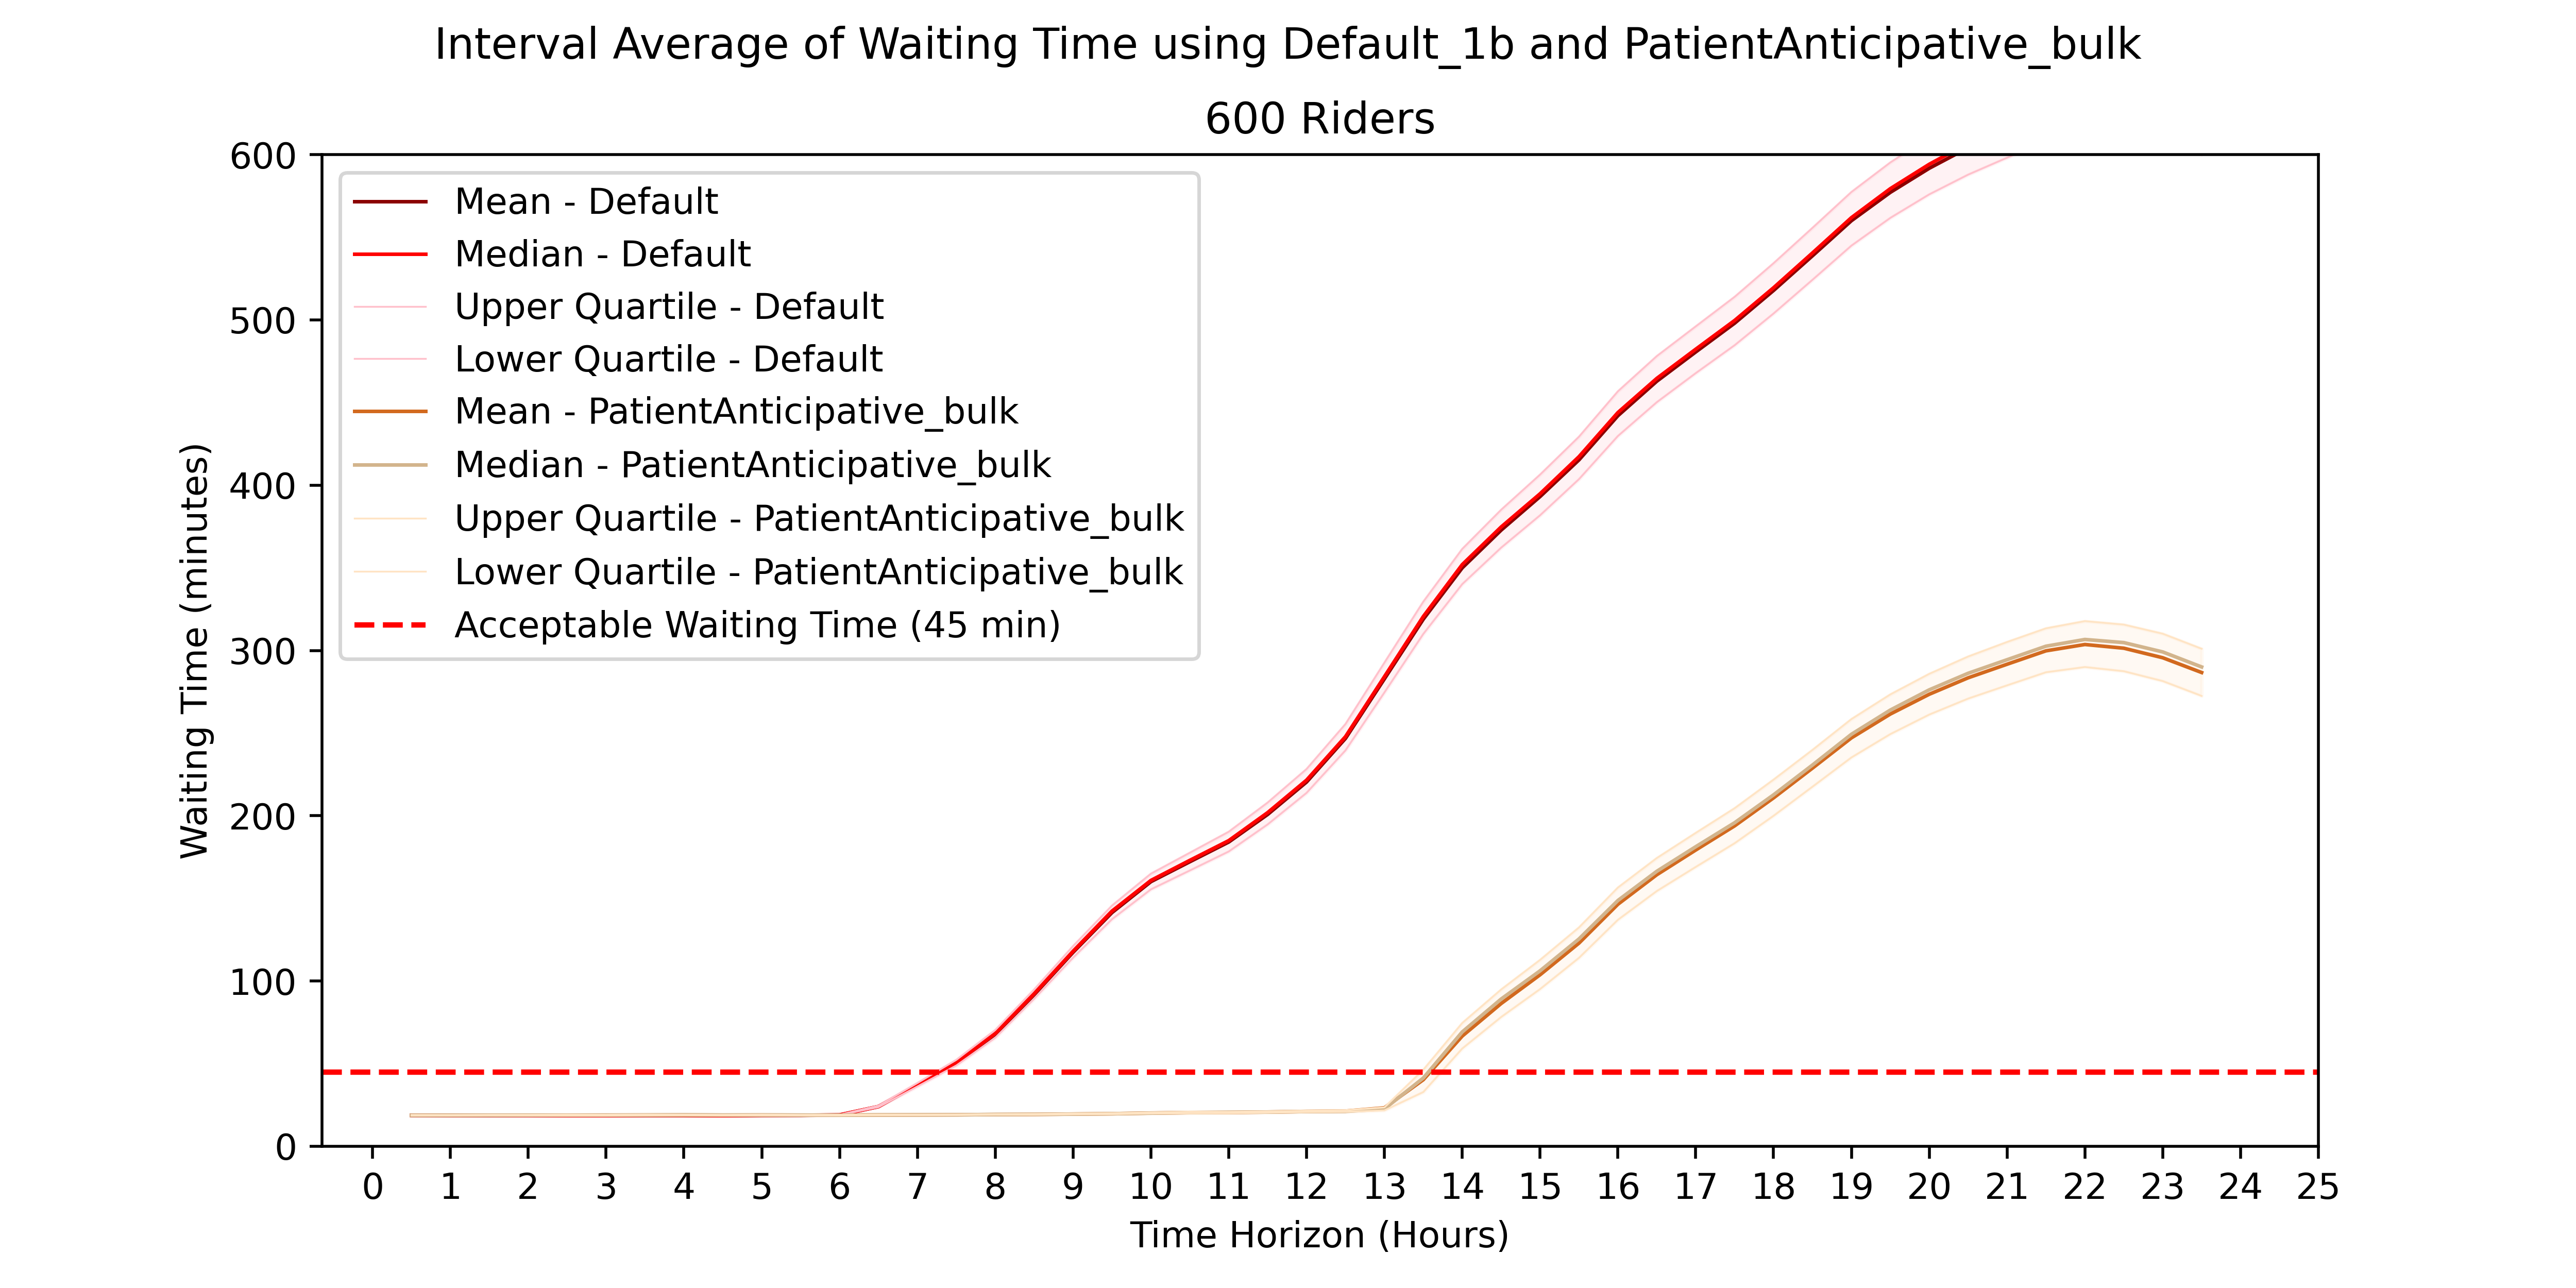 Interval Average of Waiting Time using Default_1b and PatientAnticipative_bulk
600 Riders
600
500
400
300
200
100
0
Waiting Time (minutes)
Mean - Default
Median - Default
Upper Quartile - Default
Lower Quartile - Default
Mean - PatientAnticipative_bulk
Median - PatientAnticipative_bulk
Upper Quartile - PatientAnticipative_bulk
Lower Quartile - PatientAnticipative_bulk
Acceptable Waiting Time (45 min)
0 1 2 3 4 5 6 7 8 9 10 11 12 13 14 15 16 17 18 19 20 21 22 23 24 25
Time Horizon (Hours)